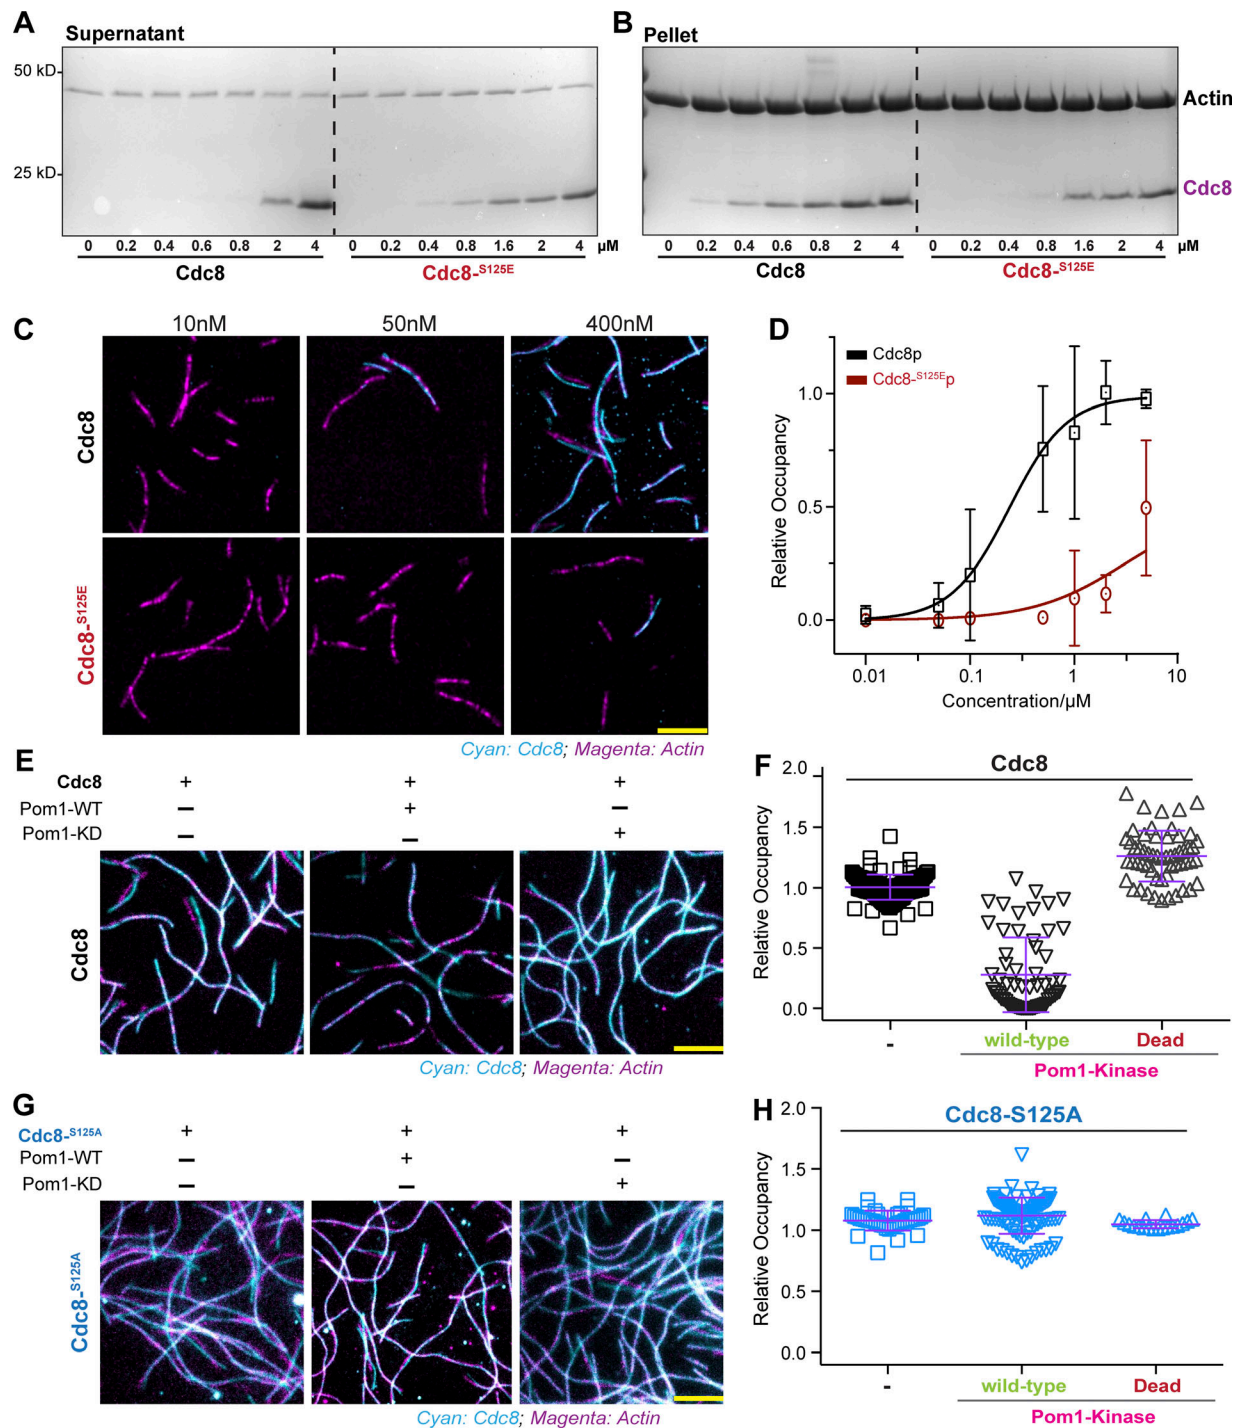 A
Supernatant
50 kD
25 kD
0 0.2 0.4 0.6 0.8 2 4 0 0.2 0.4 0.8 1.6 2 4 µM
Cdc8 Cdc8-S125E
B
Pellet
Actin
Cdc8
0 0.2 0.4 0.6 0.8 2 4 0 0.2 0.4 0.8 1.6 2 4 µM
Cdc8 Cdc8-S125E
C
10nM 50nM 400nM
Cdc8
Cdc8-S125E
Cyan: Cdc8; Magenta: Actin
D
Cdc8p
Cdc8-S125Ep
Relative Occupancy
1.0
0.5
0.0
0.01 0.1 1 10
Concentration/µM
E
Cdc8 + + +
Pom1-WT – + –
Pom1-KD – – +
Cdc8
Cyan: Cdc8; Magenta: Actin
F
Cdc8
Relative Occupancy
2.0
1.5
1.0
0.5
0.0
- wild-type Dead
Pom1-Kinase
G
Cdc8-S125A + + +
Pom1-WT – + –
Pom1-KD – – +
Cdc8-S125A
Cyan: Cdc8; Magenta: Actin
H
Cdc8-S125A
Relative Occupancy
2.0
1.5
1.0
0.5
0.0
- wild-type Dead
Pom1-Kinase